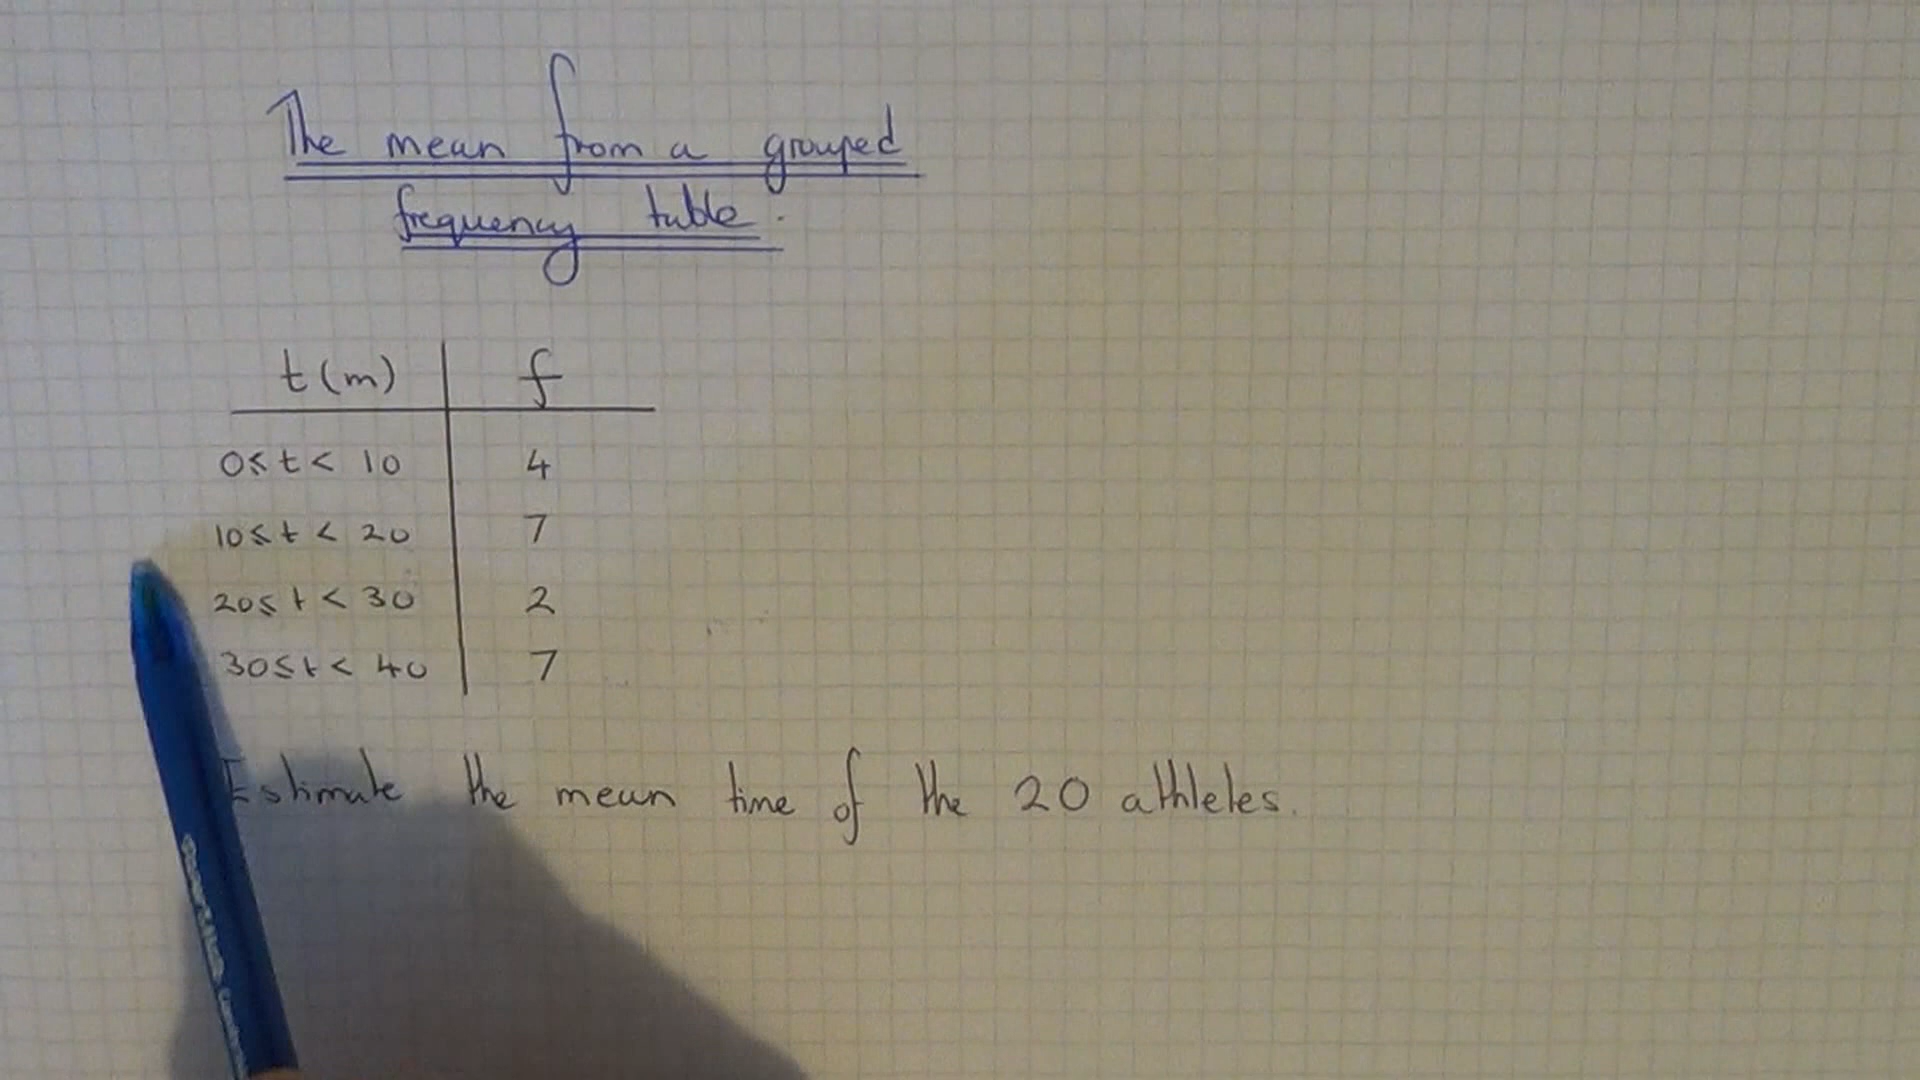 The mean from a grouped
frequency table.
t(m) f
0≤t< 10 4
10≤t < 20 7
20≤t < 30 2
30≤t< 40 7
Estimate the mean time of the 20 athletes.